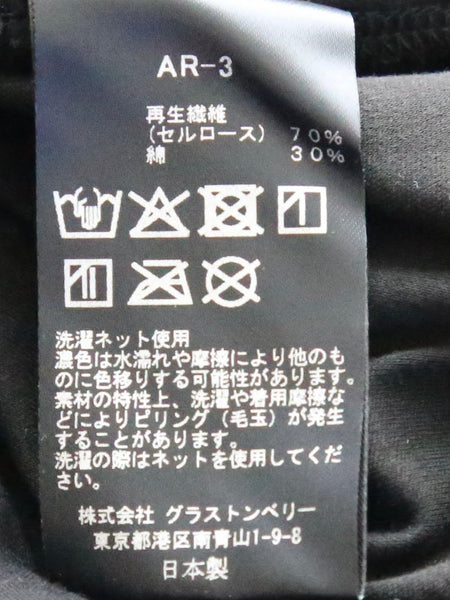 AR-3
再生繊維
(セルロース) 70%
綿 30%
洗濯ネット使用
濃色は水濡れや摩擦により他のも
のに色移りする可能性があります。
素材の特性上、洗濯や着用摩擦な
どによりピリング(毛玉)が発生
することがあります。
洗濯の際はネットを使用してくだ
さい。
株式会社 グラストンベリー
東京都港区南青山1-9-8
日本製